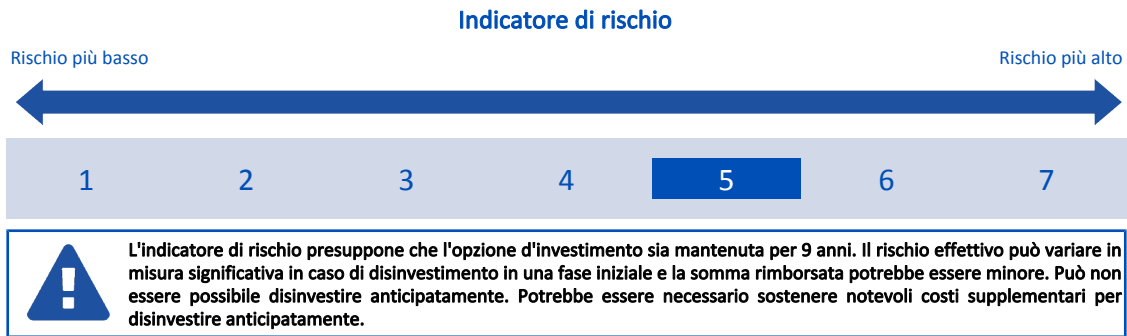 Indicatore di rischio
Rischio più basso
Rischio più alto
1 2 3 4 5 6 7
L'indicatore di rischio presuppone che l'opzione d'investimento sia mantenuta per 9 anni. Il rischio effettivo può variare in
misura significativa in caso di disinvestimento in una fase iniziale e la somma rimborsata potrebbe essere minore. Può non
essere possibile disinvestire anticipatamente. Potrebbe essere necessario sostenere notevoli costi supplementari per
disinvestire anticipatamente.